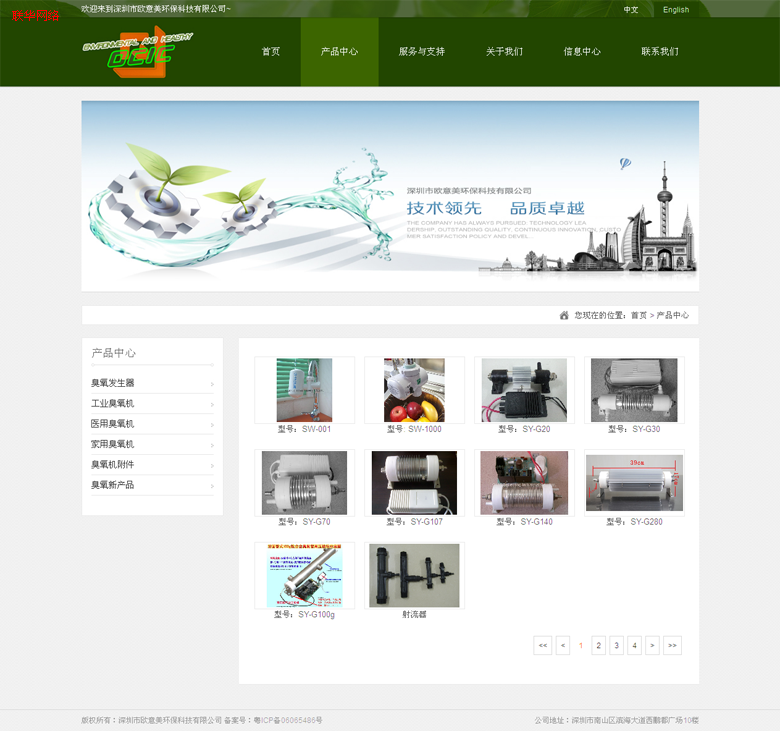 欢迎来到深圳市欧意美环保科技有限公司~
中文 English
联华网络
ENVIRONMENTAL AND HEALTHY
首页 产品中心 服务与支持 关于我们 信息中心 联系我们
深圳市欧意美环保科技有限公司
技术领先 品质卓越
THE COMPANY HAS ALWAYS PURSUED, TECHNOLOGY LEA
DERSHIP, OUTSTANDING QUALITY, CONTINUOUS INNOVATION, CUSTO
MER SATISFACTION POLICY AND DEVEL.
您现在的位置：首页 > 产品中心
产品中心
臭氧发生器
工业臭氧机
医用臭氧机
家用臭氧机
臭氧机附件
臭氧新产品
型号：SW-001
型号: SW-1000
型号：SY-G20
型号：SY-G30
39cm
型号：SY-G70
型号：SY-G107
型号：SY-G140
型号：SY-G280
型号：SY-G100g
射流器
<< < 1 2 3 4 > >>
版权所有：深圳市欧意美环保科技有限公司 备案号：粤ICP备06065486号
公司地址：深圳市南山区滨海大道西鹏都广场10楼